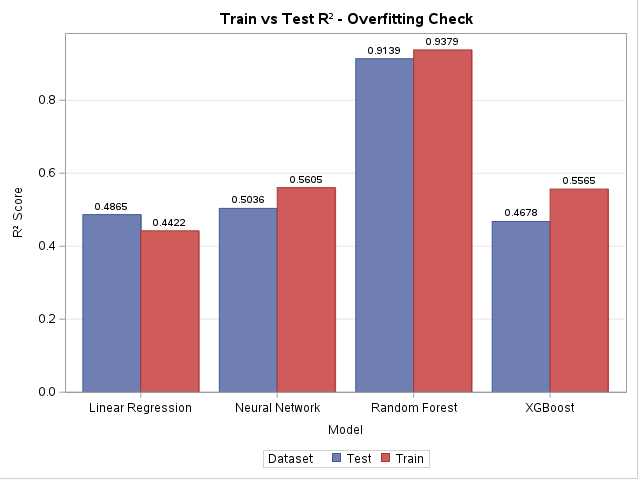 Train vs Test R² - Overfitting Check
0.9139 0.9379
0.8
0.6
0.5605 0.5565
0.4865 0.5036 0.4678
0.4422
0.4
0.2
0.0
R² Score
Linear Regression Neural Network Random Forest XGBoost
Model
Dataset Test Train